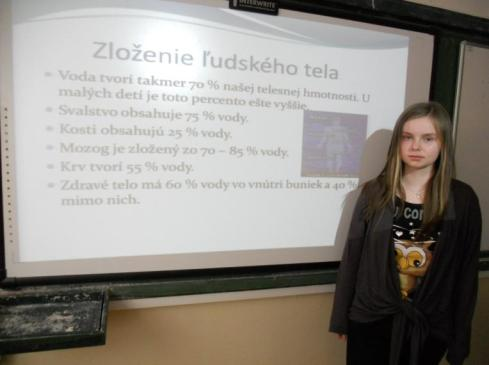 INTERWRITE
Zloženie ľudského tela
Voda tvorí takmer 70 % našej telesnej hmotnosti. U
malých detí je toto percento ešte vyššie.
Svalstvo obsahuje 75 % vody.
Kosti obsahujú 25 % vody.
Mozog je zložený zo 70 – 85 % vody.
Krv tvorí 55 % vody.
Zdravé telo má 60 % vody vo vnútri buniek a 40 %
mimo nich.